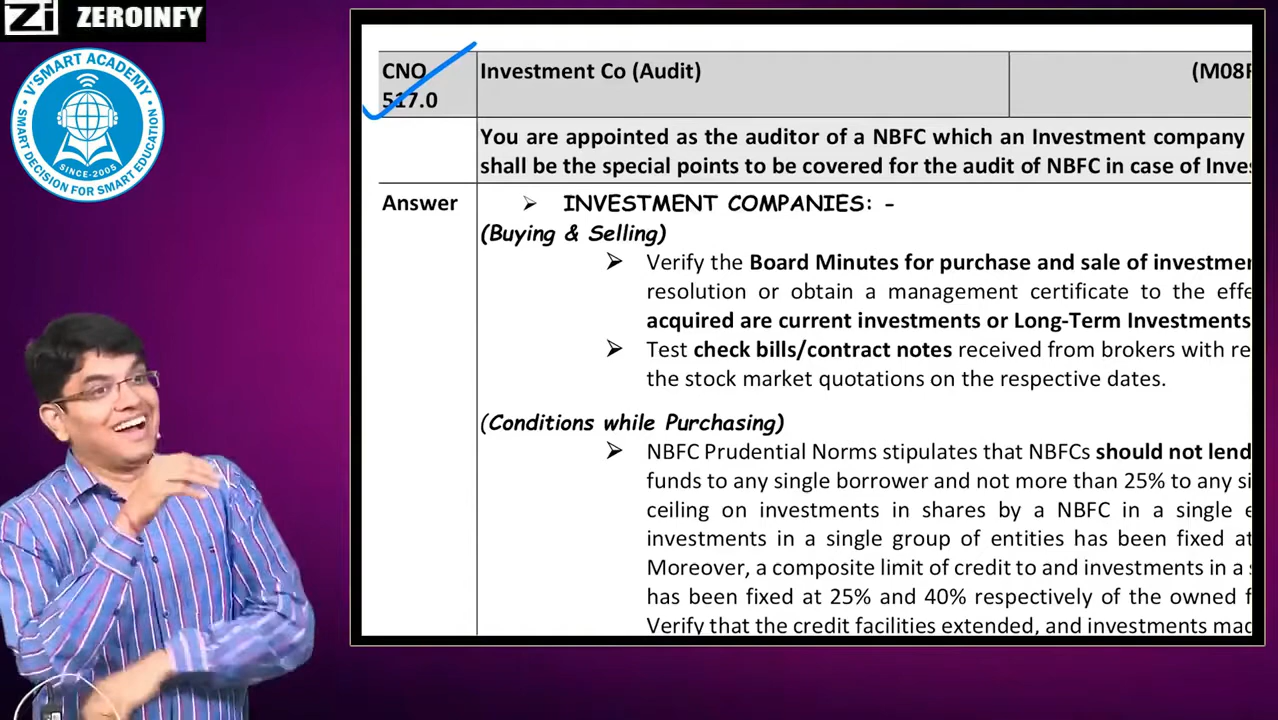 Zi ZEROINFY
V'SMART ACADEMY
SINCE-2005
SMART DECISION FOR SMART EDUCATION
CNO
517.0
Investment Co (Audit)
(M08
You are appointed as the auditor of a NBFC which an Investment company
shall be the special points to be covered for the audit of NBFC in case of
Answer
INVESTMENT COMPANIES: -
(Buying & Selling)
Verify the Board Minutes for purchase and sale of
resolution or obtain a management certificate to the
acquired are current investments or Long-Term Investments
Test check bills/contract notes received from brokers with
the stock market quotations on the respective dates.
(Conditions while Purchasing)
NBFC Prudential Norms stipulates that NBFCs should not lend
funds to any single borrower and not more than 25% to any
ceiling on investments in shares by a NBFC in a single
investments in a single group of entities has been fixed at
Moreover, a composite limit of credit to and investments in a
has been fixed at 25% and 40% respectively of the owned
Verify that the credit facilities extended, and investments